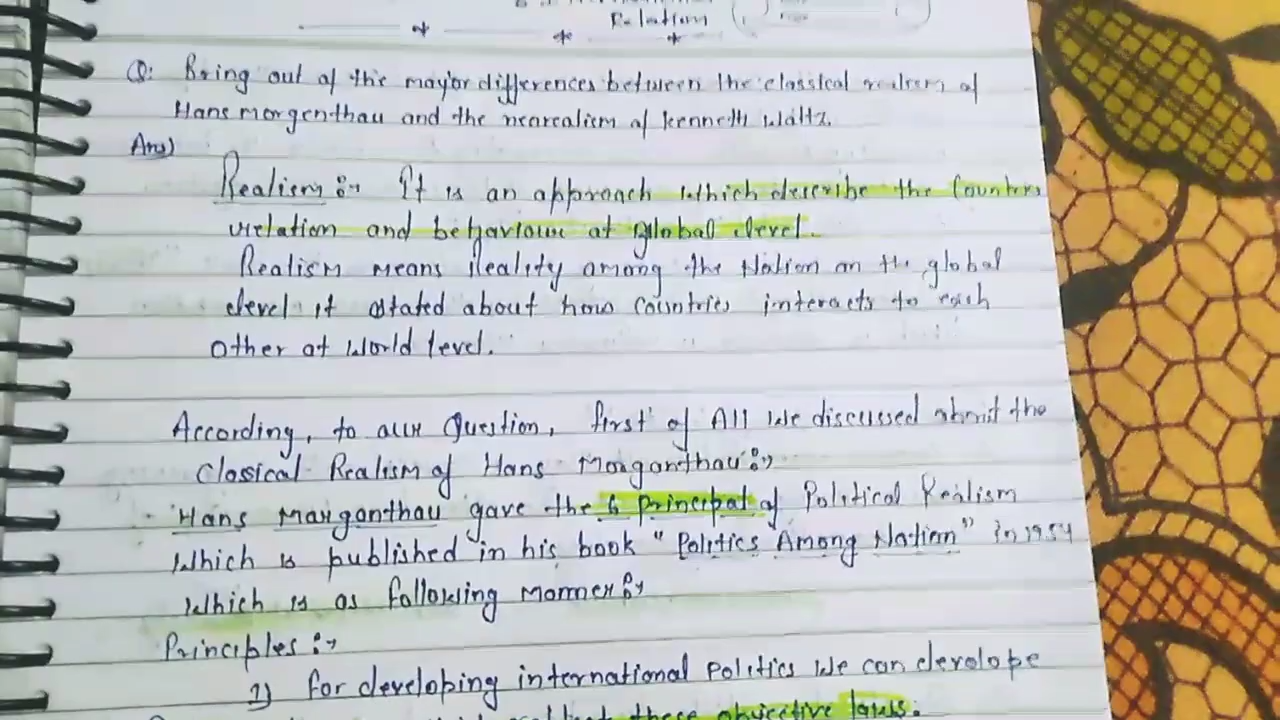 Relation
Q: Bring out of the mayor differences between the classical realism of
Hans morgenthau and the nearealism of Kenneth Waltz.
Ans)
Realism :- It is an approach which describe the Countries
relation and behaviour at global level.
Realism means Reality among the Nation on the global
level it stated about how Countries interacts to each
Other at World level.
According, to our Question, first of All We discussed about the
Classical Realism of Hans Morganthau :-
Hans Marganthau gave the 6 principal of Political Realism
Which is published in his book "Politics Among Nation" in 1954
Which is as following manner :-
Principles :-
1) for developing international Politics We can develope
these objective laws.